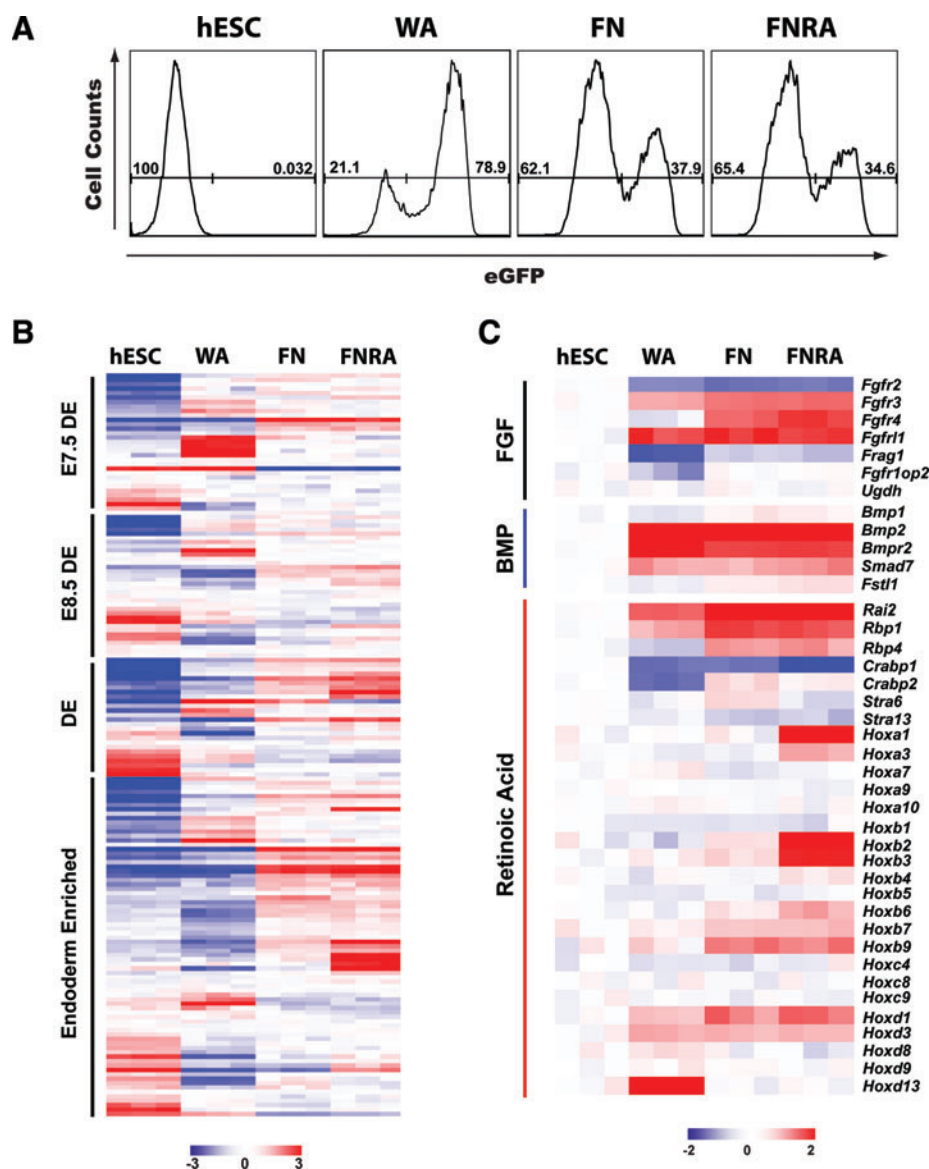 A
hESC WA FN FNRA
Cell Counts
100 0.032 21.1 78.9 62.1 37.9 65.4 34.6
eGFP
B
hESC WA FN FNRA
E7.5 DE
E8.5 DE
DE
Endoderm Enriched
-3 0 3
C
hESC WA FN FNRA
FGF
Fgfr2
Fgfr3
Fgfr4
Fgfrl1
Frag1
Fgfr1op2
Ugdh
BMP
Bmp1
Bmp2
Bmpr2
Smad7
Fstl1
Retinoic Acid
Rai2
Rbp1
Rbp4
Crabp1
Crabp2
Stra6
Stra13
Hoxa1
Hoxa3
Hoxa7
Hoxa9
Hoxa10
Hoxb1
Hoxb2
Hoxb3
Hoxb4
Hoxb5
Hoxb6
Hoxb7
Hoxb9
Hoxc4
Hoxc8
Hoxc9
Hoxd1
Hoxd3
Hoxd8
Hoxd9
Hoxd13
-2 0 2